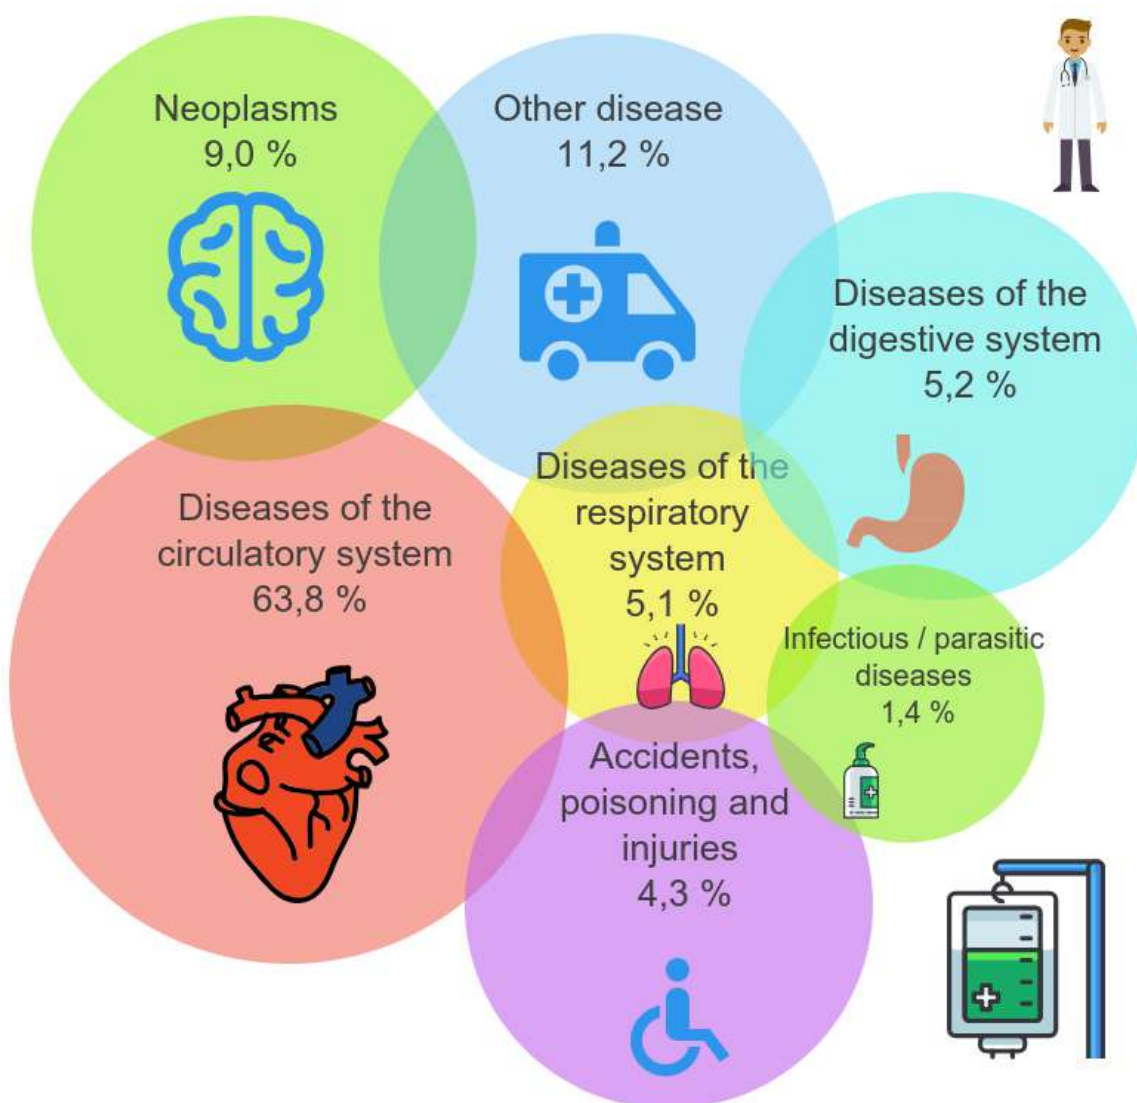 Neoplasms
9,0 %
Other disease
11,2 %
Diseases of the
digestive system
5,2 %
Diseases of the
circulatory system
63,8 %
Diseases of the
respiratory
system
5,1 %
Infectious / parasitic
diseases
1,4 %
Accidents,
poisoning and
injuries
4,3 %